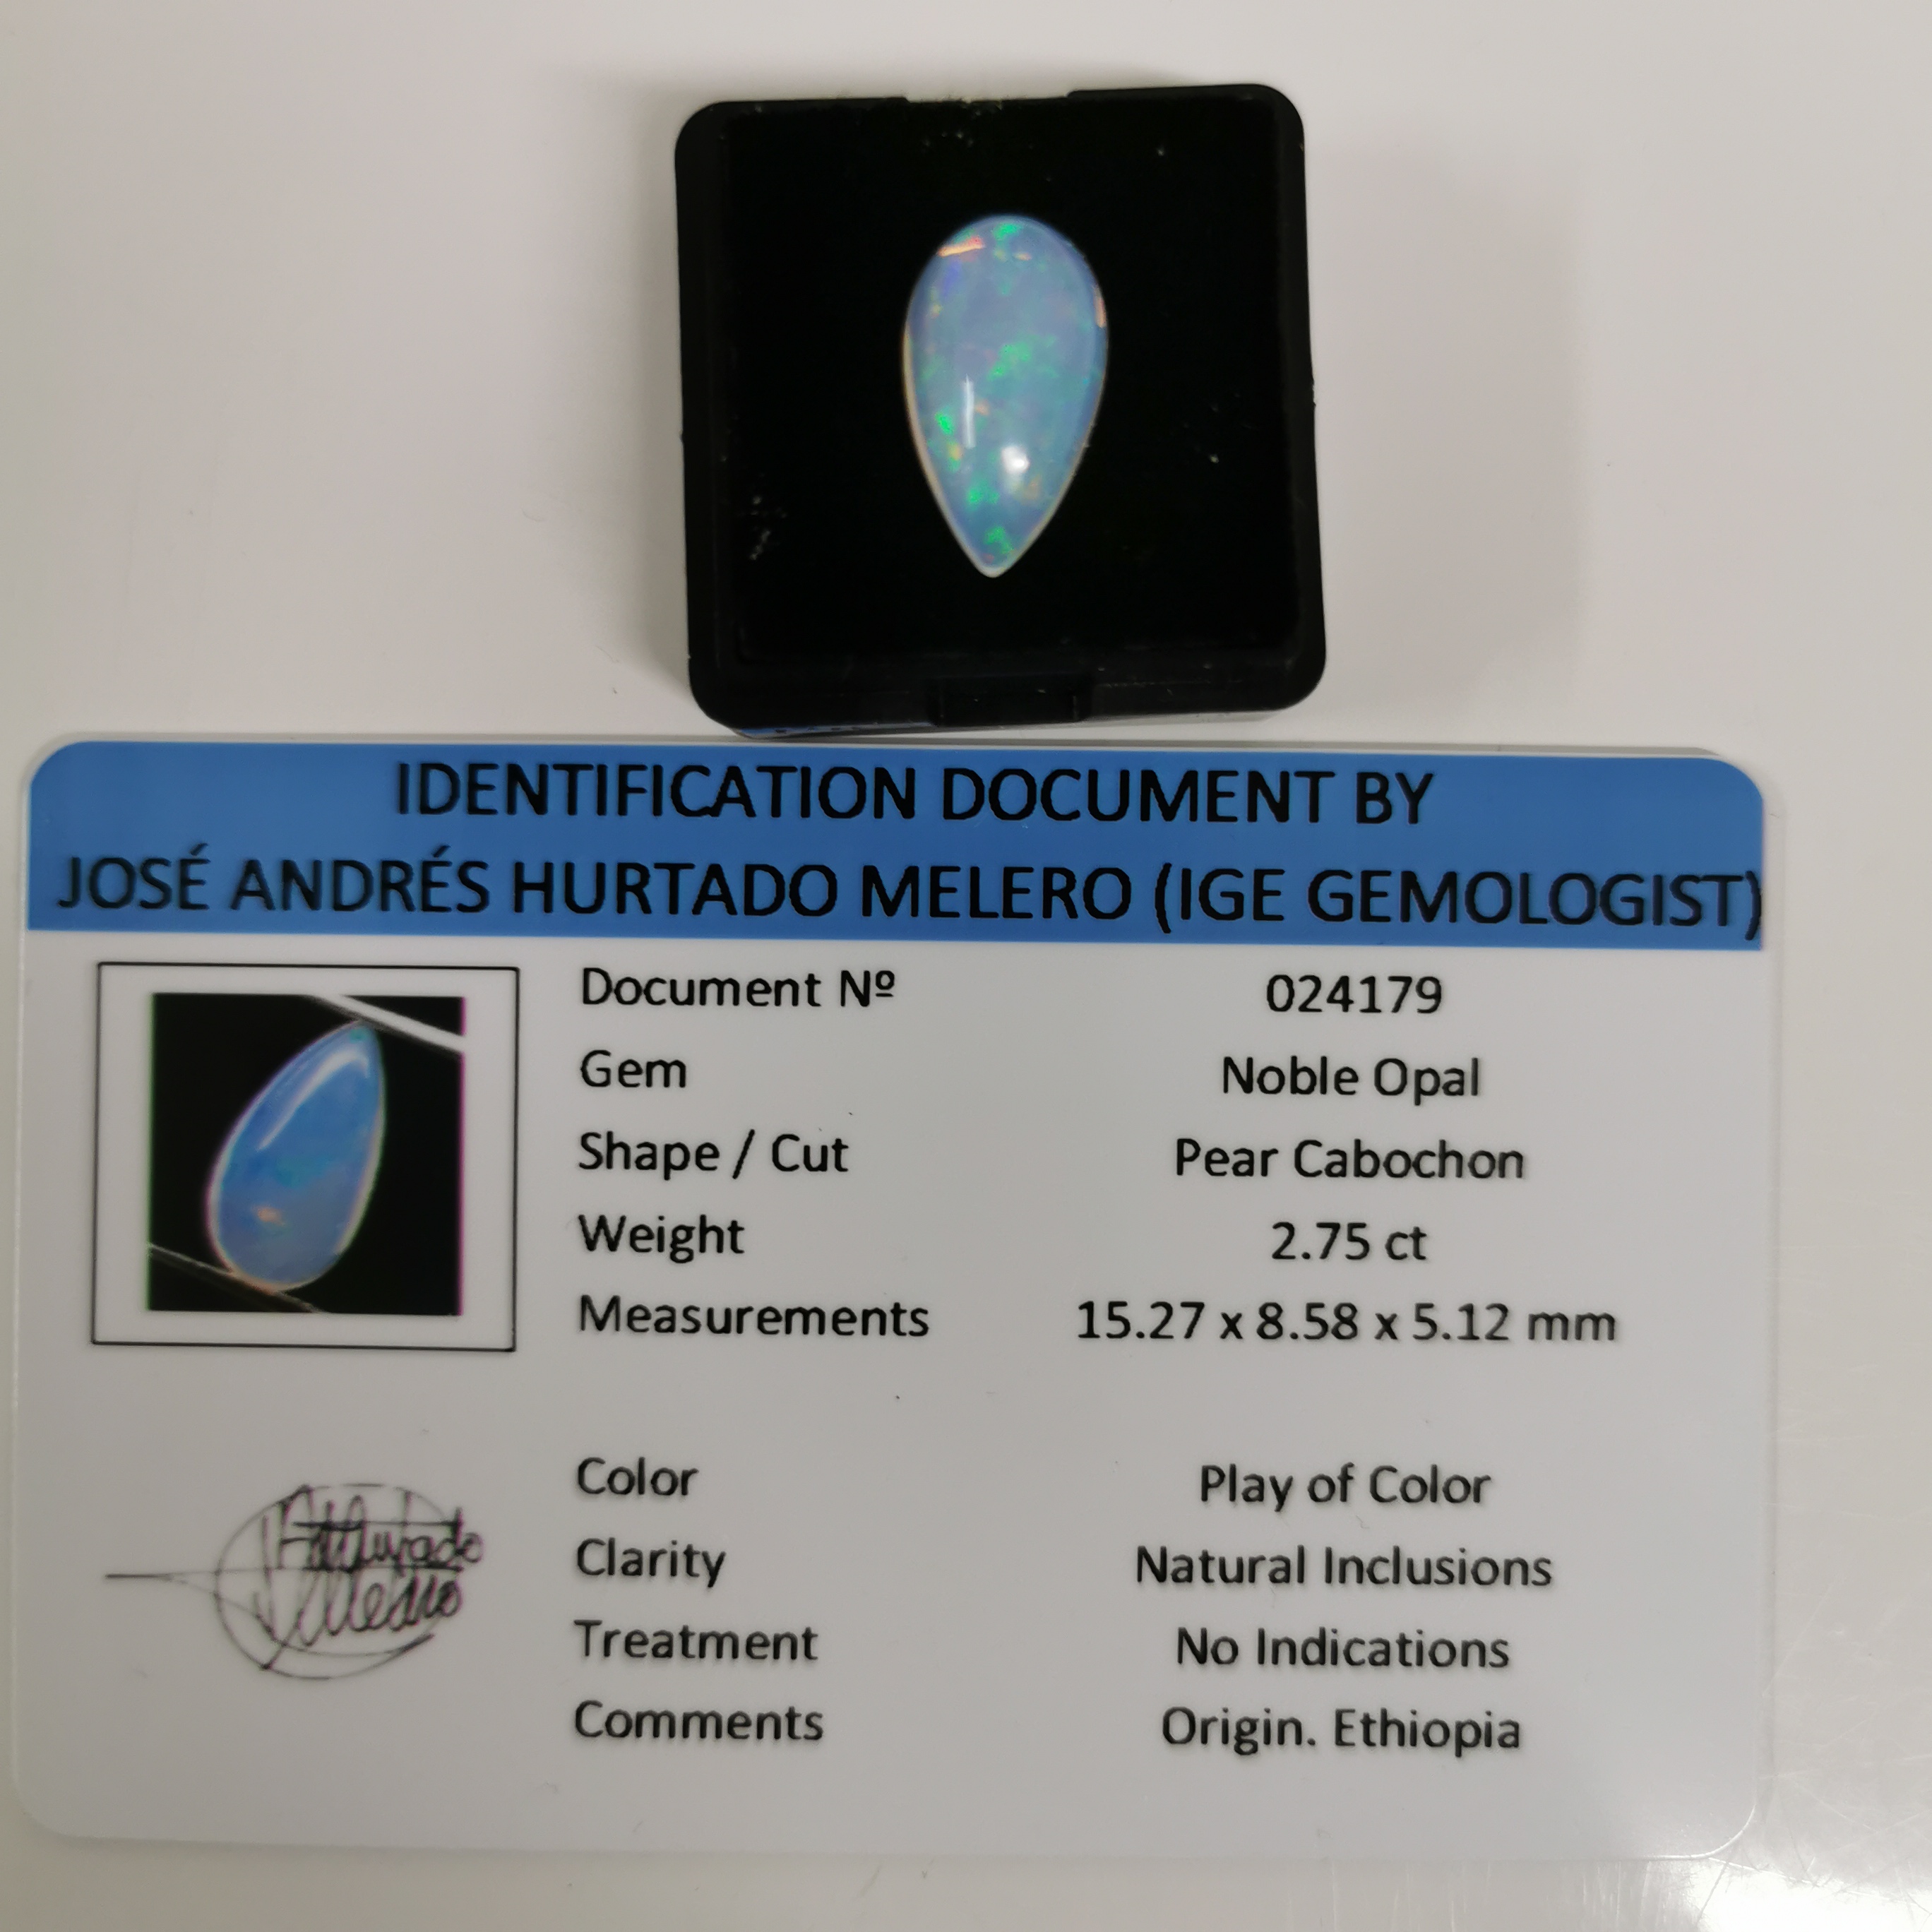 IDENTIFICATION DOCUMENT BY
JOSÉ ANDRÉS HURTADO MELERO (IGE GEMOLOGIST)
Document Nº 024179
Gem Noble Opal
Shape / Cut Pear Cabochon
Weight 2.75 ct
Measurements 15.27 x 8.58 x 5.12 mm
Color Play of Color
Clarity Natural Inclusions
Treatment No Indications
Comments Origin. Ethiopia